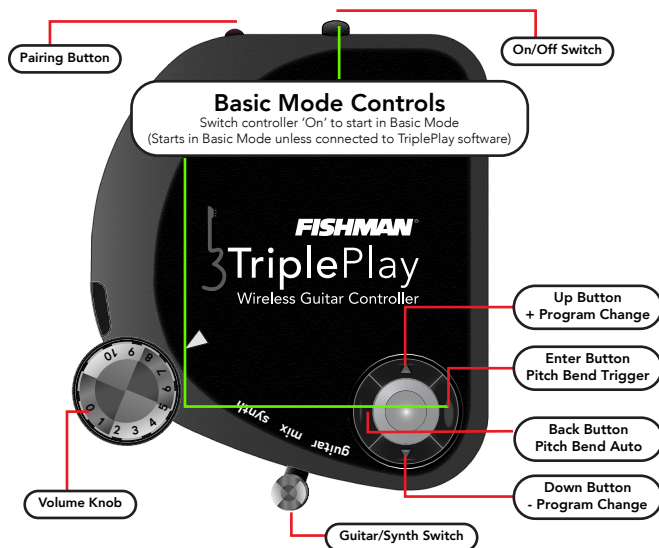 Pairing Button
On/Off Switch
Basic Mode Controls
Switch controller ‘On’ to start in Basic Mode
(Starts in Basic Mode unless connected to TriplePlay software)
FISHMAN®
TriplePlay
Wireless Guitar Controller
Up Button
+ Program Change
Enter Button
Pitch Bend Trigger
Back Button
Pitch Bend Auto
Down Button
- Program Change
10 9 8 7 6 5 4 3 2 1 0
guitar mix synth
Volume Knob
Guitar/Synth Switch